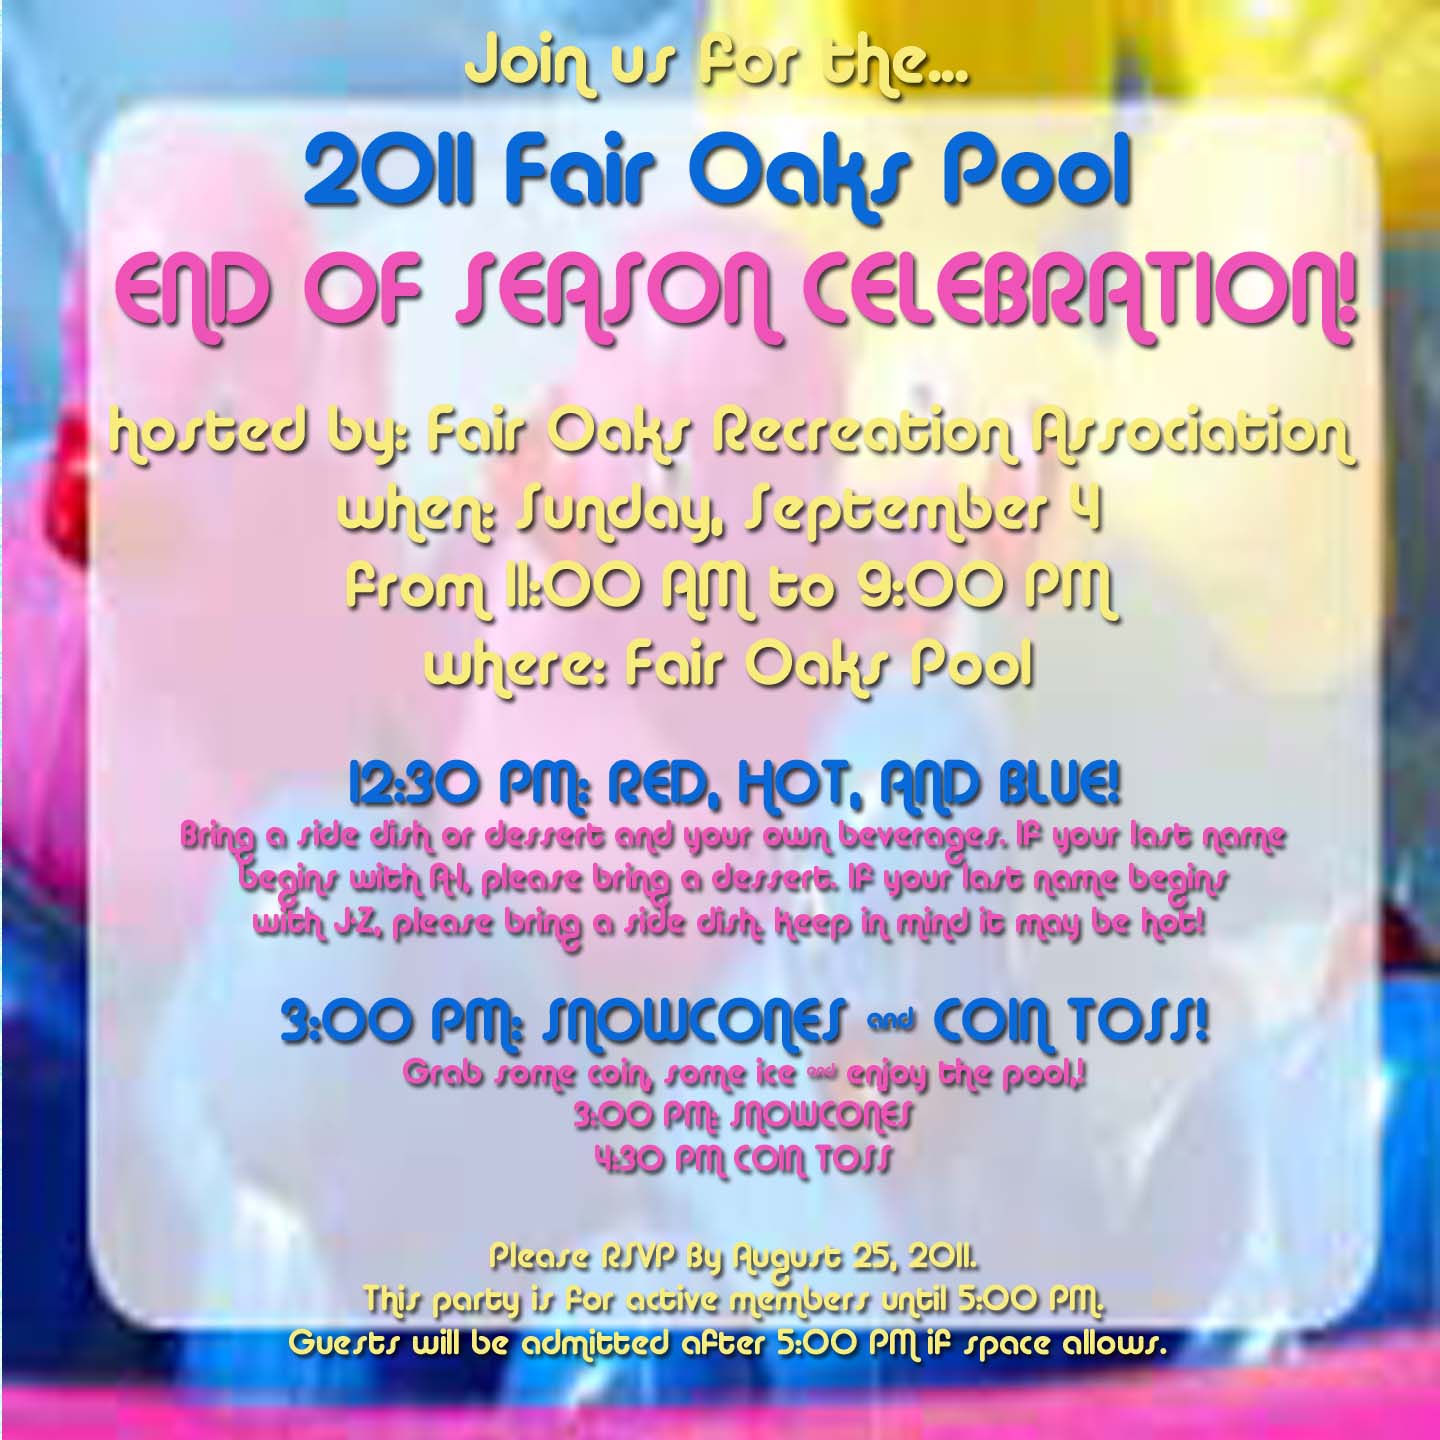 Join us for the...
2011 Fair Oaks Pool
END OF SEASON CELEBRATION!
hosted by: Fair Oaks Recreation Association
when: Sunday, September 4
from 11:00 AM to 9:00 PM
where: Fair Oaks Pool
12:30 PM: RED, HOT, AND BLUE!
Bring a side dish or dessert and your own beverages. If your last name
begins with A-I, please bring a dessert. If your last name begins
with J-Z, please bring a side dish. Keep in mind it may be hot!
3:00 PM: SNOWCONES and COIN TOSS!
Grab some coin, some ice and enjoy the pool,!
3:00 PM: SNOWCONES
4:30 PM COIN TOSS
Please RSVP By August 25, 2011.
This party is for active members until 5:00 PM.
Guests will be admitted after 5:00 PM if space allows.